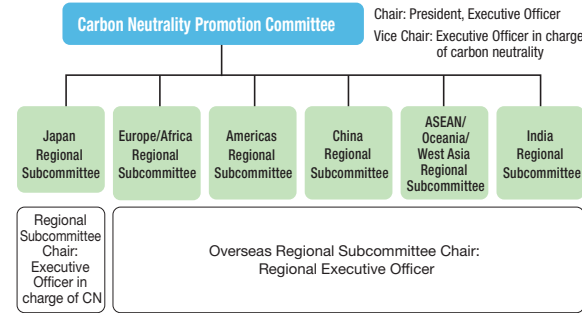 Carbon Neutrality Promotion Committee
Chair: President, Executive Officer
Vice Chair: Executive Officer in charge
of carbon neutrality
Japan
Regional
Subcommittee
Europe/Africa
Regional
Subcommittee
Americas
Regional
Subcommittee
China
Regional
Subcommittee
ASEAN/
Oceania/
West Asia
Regional
Subcommittee
India
Regional
Subcommittee
Regional
Subcommittee
Chair:
Executive
Officer in
charge of CN
Overseas Regional Subcommittee Chair:
Regional Executive Officer